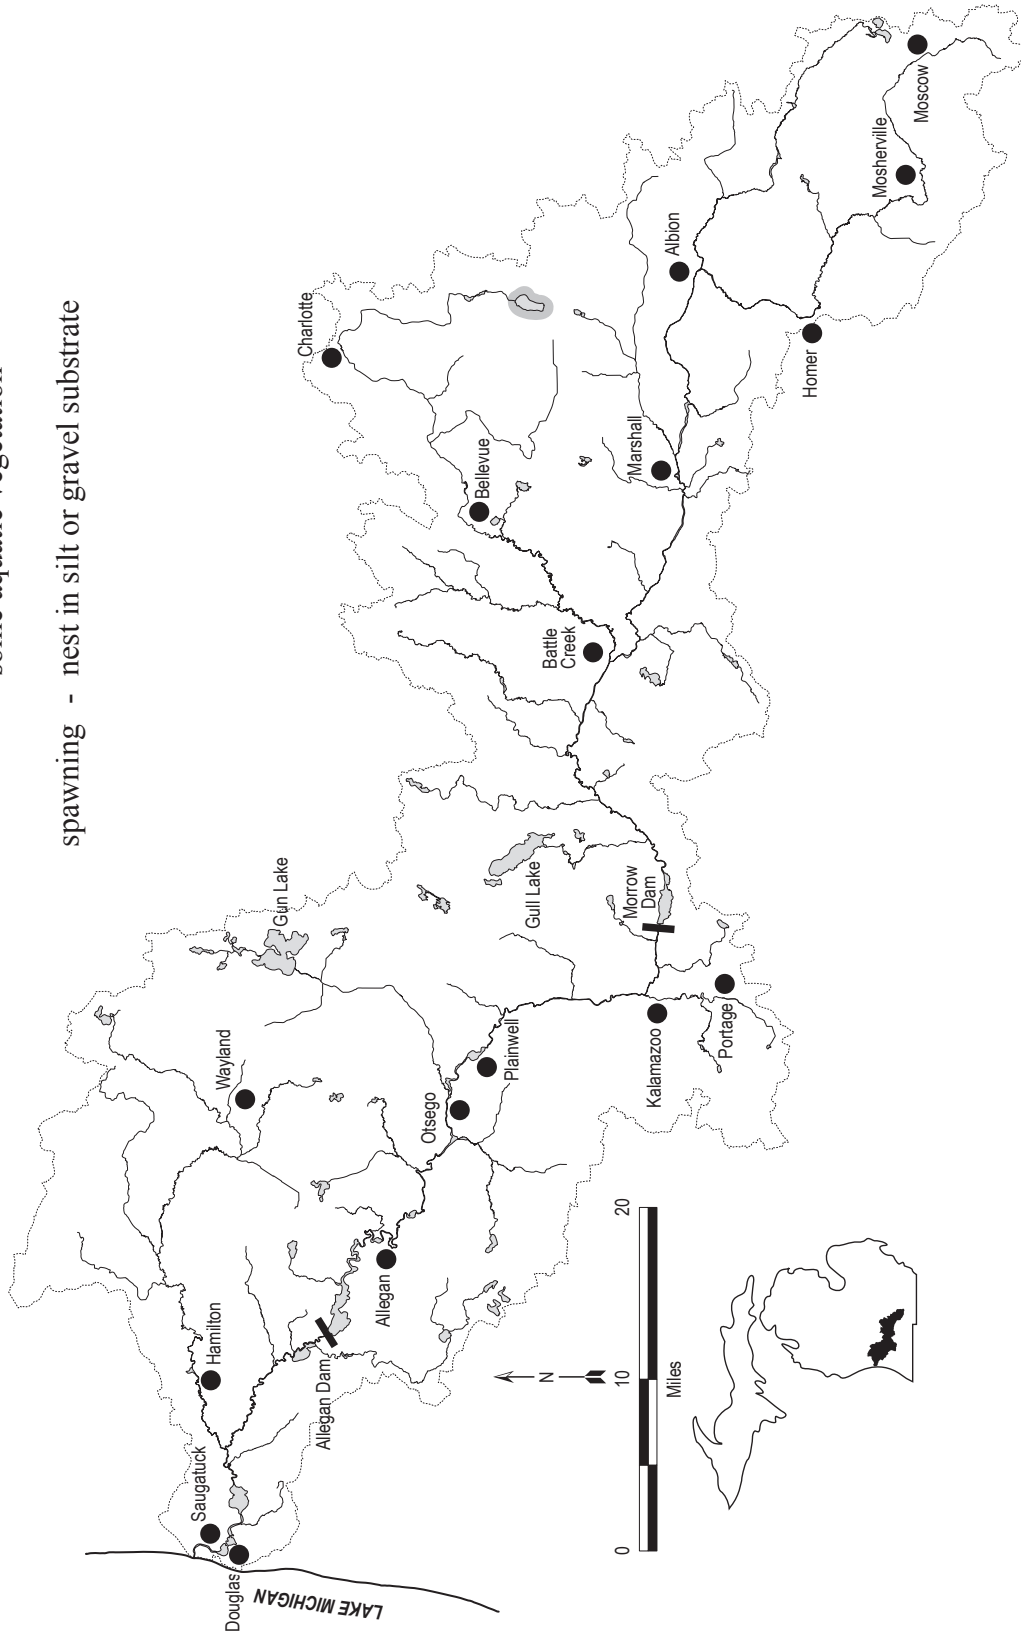 some aquatic vegetation
spawning - nest in silt or gravel substrate
Charlotte
Gun Lake
Wayland
Hamilton
Saugatuck
Douglas
LAKE MICHIGAN
Allegan Dam
Allegan
Otsego
Plainwell
Gull Lake
Bellevue
Battle
Creek
Marshall
Albion
Morrow
Dam
Kalamazoo
Portage
Homer
Mosherville
Moscow
N
0
10
20
Miles